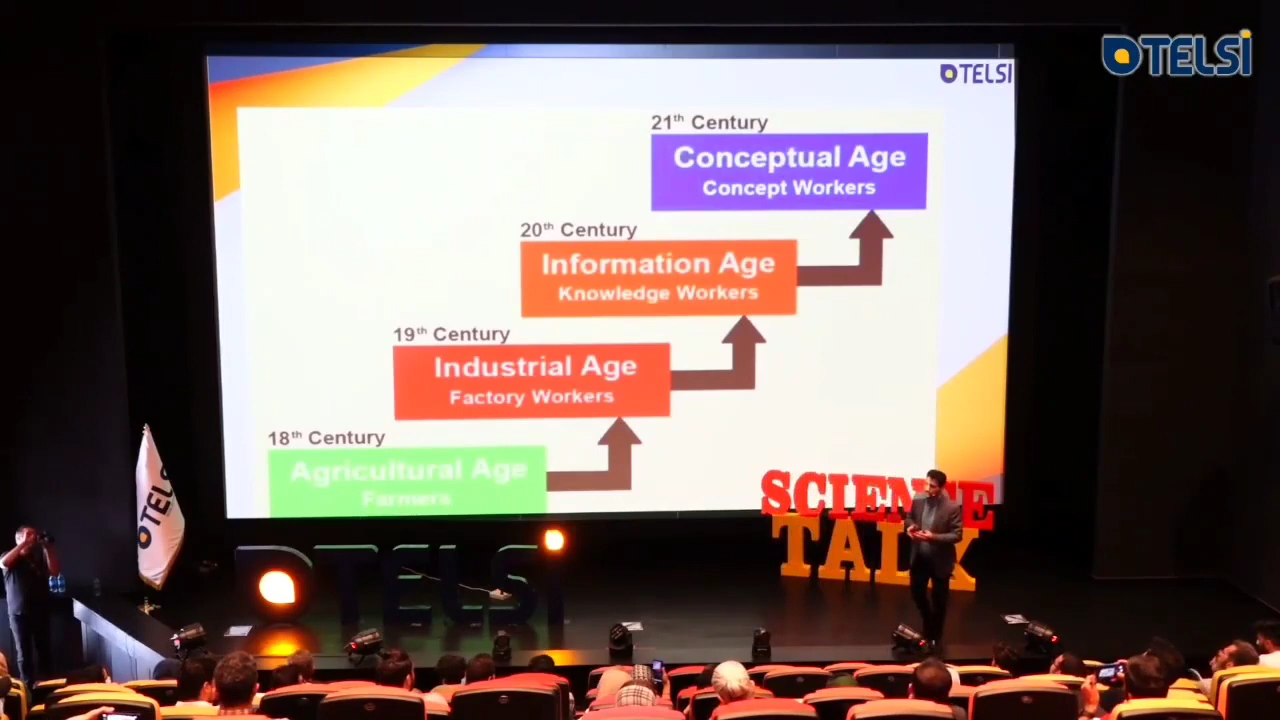 TELSI
TELSI
21th Century
Conceptual Age
Concept Workers
20th Century
Information Age
Knowledge Workers
19th Century
Industrial Age
Factory Workers
18th Century
Agricultural Age
Farmers
SCIENCE
TALK
TELSI
TELSI